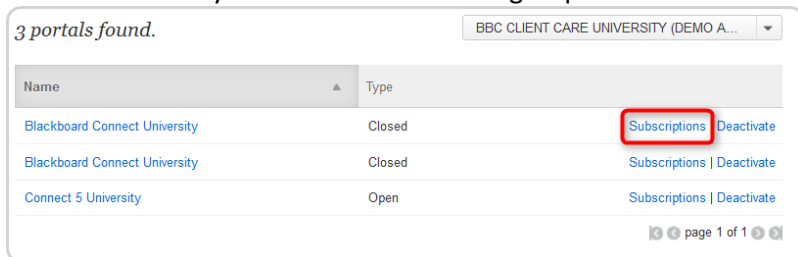 3 portals found. BBC CLIENT CARE UNIVERSITY (DEMO A...
Name Type
Blackboard Connect University Closed Subscriptions | Deactivate
Blackboard Connect University Closed Subscriptions | Deactivate
Connect 5 University Open Subscriptions | Deactivate
page 1 of 1